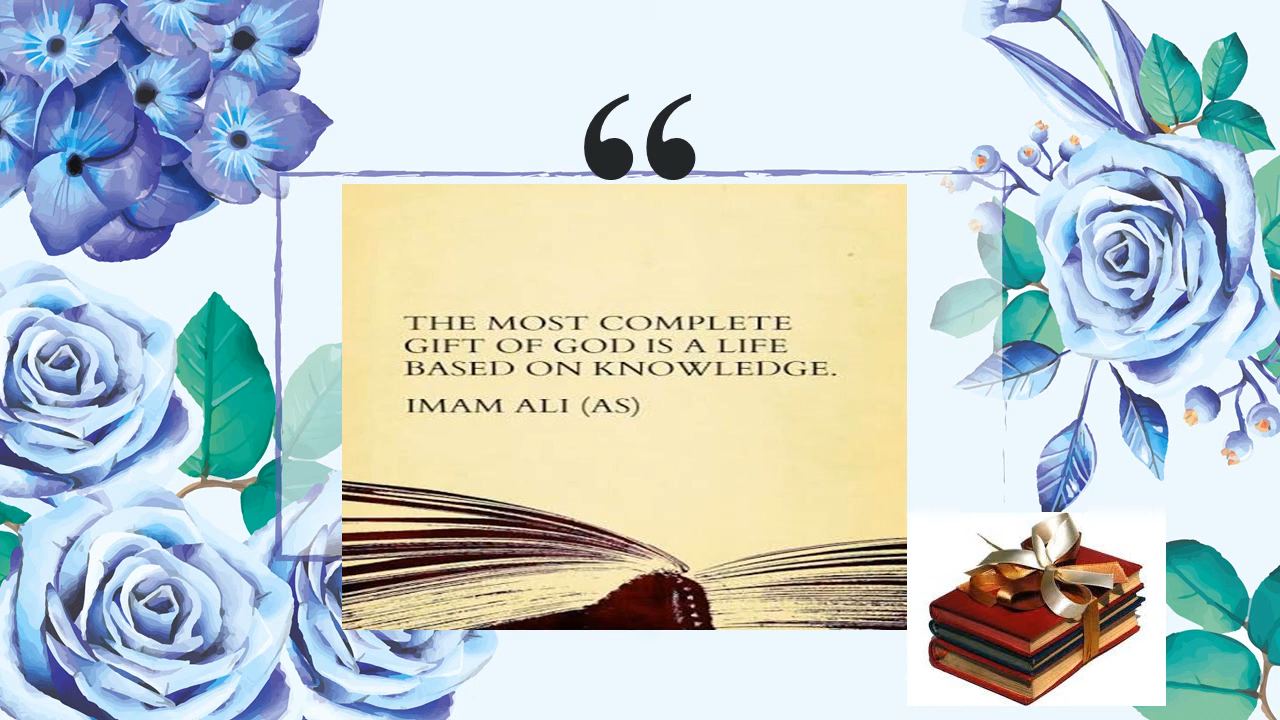 “
THE MOST COMPLETE
GIFT OF GOD IS A LIFE
BASED ON KNOWLEDGE.
IMAM ALI (AS)